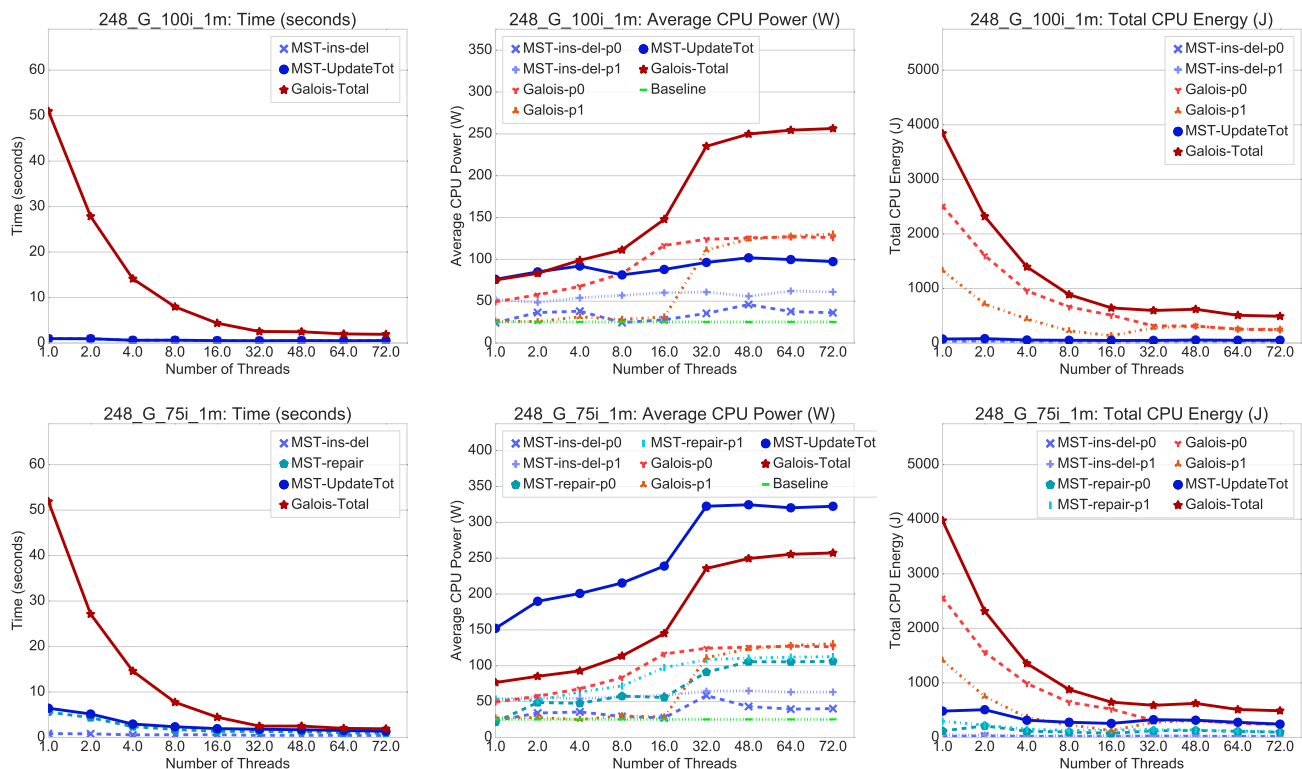 248_G_100i_1m: Time (seconds)
Time (seconds)
60
50
40
30
20
10
0
MST-ins-del
MST-UpdateTot
Galois-Total
1.0 2.0 4.0 8.0 16.0 32.0 48.0 64.0 72.0
Number of Threads
248_G_100i_1m: Average CPU Power (W)
Average CPU Power (W)
350
300
250
200
150
100
50
0
MST-ins-del-p0
MST-ins-del-p1
Galois-p0
Galois-p1
MST-UpdateTot
Galois-Total
Baseline
1.0 2.0 4.0 8.0 16.0 32.0 48.0 64.0 72.0
Number of Threads
248_G_100i_1m: Total CPU Energy (J)
Total CPU Energy (J)
5000
4000
3000
2000
1000
0
MST-ins-del-p0
MST-ins-del-p1
Galois-p0
Galois-p1
MST-UpdateTot
Galois-Total
1.0 2.0 4.0 8.0 16.0 32.0 48.0 64.0 72.0
Number of Threads
248_G_75i_1m: Time (seconds)
Time (seconds)
60
50
40
30
20
10
0
MST-ins-del
MST-repair
MST-UpdateTot
Galois-Total
1.0 2.0 4.0 8.0 16.0 32.0 48.0 64.0 72.0
Number of Threads
248_G_75i_1m: Average CPU Power (W)
Average CPU Power (W)
400
350
300
250
200
150
100
50
0
MST-ins-del-p0
MST-ins-del-p1
MST-repair-p0
MST-repair-p1
Galois-p0
Galois-p1
MST-UpdateTot
Galois-Total
Baseline
1.0 2.0 4.0 8.0 16.0 32.0 48.0 64.0 72.0
Number of Threads
248_G_75i_1m: Total CPU Energy (J)
Total CPU Energy (J)
5000
4000
3000
2000
1000
0
MST-ins-del-p0
MST-ins-del-p1
MST-repair-p0
MST-repair-p1
Galois-p0
Galois-p1
MST-UpdateTot
Galois-Total
1.0 2.0 4.0 8.0 16.0 32.0 48.0 64.0 72.0
Number of Threads